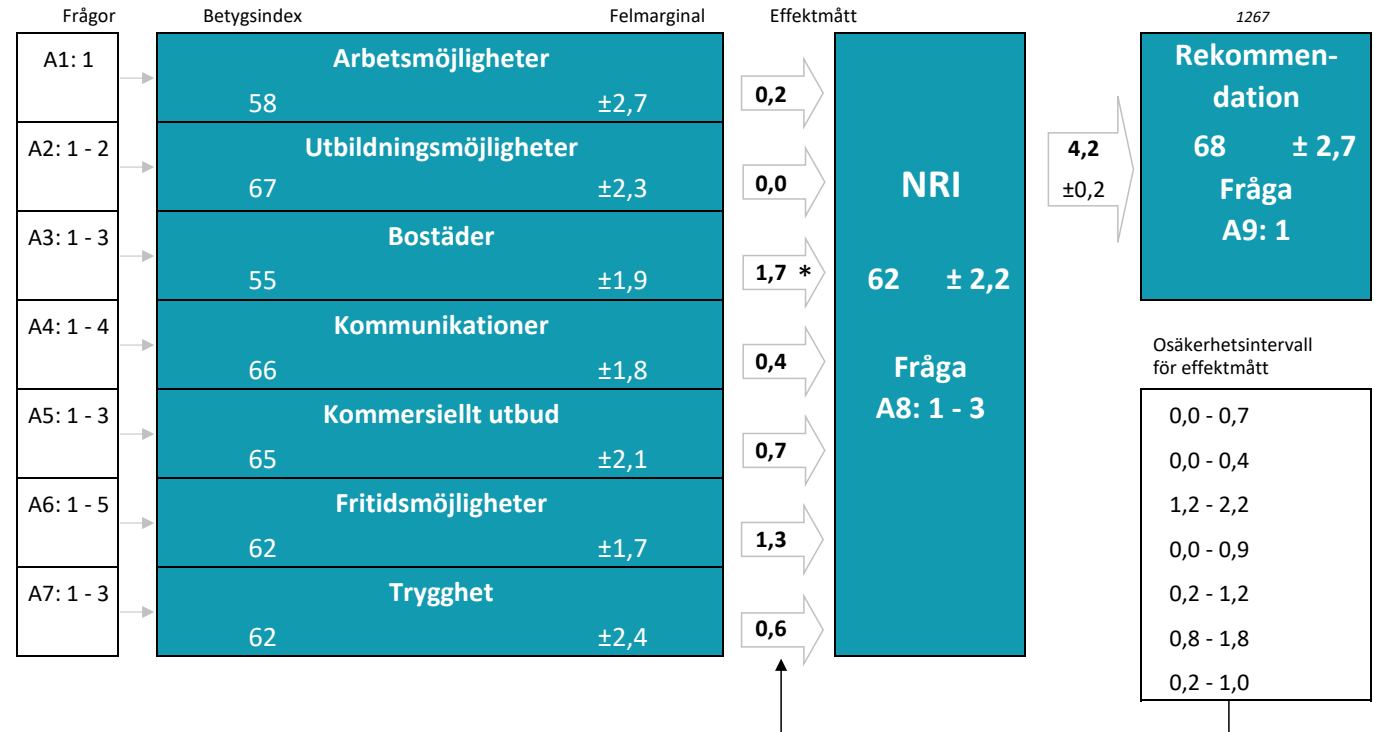 Frågor Betygsindex Felmarginal Effektmått 1267
A1: 1
Arbetsmöjligheter
58 ±2,7
0,2
A2: 1 - 2
Utbildningsmöjligheter
67 ±2,3
0,0
A3: 1 - 3
Bostäder
55 ±1,9
1,7 *
A4: 1 - 4
Kommunikationer
66 ±1,8
0,4
A5: 1 - 3
Kommersiellt utbud
65 ±2,1
0,7
A6: 1 - 5
Fritidsmöjligheter
62 ±1,7
1,3
A7: 1 - 3
Trygghet
62 ±2,4
0,6
NRI
62 ± 2,2
Fråga
A8: 1 - 3
4,2
±0,2
Rekommen-
dation
68 ± 2,7
Fråga
A9: 1
Osäkerhetsintervall
för effektmått
0,0 - 0,7
0,0 - 0,4
1,2 - 2,2
0,0 - 0,9
0,2 - 1,2
0,8 - 1,8
0,2 - 1,0